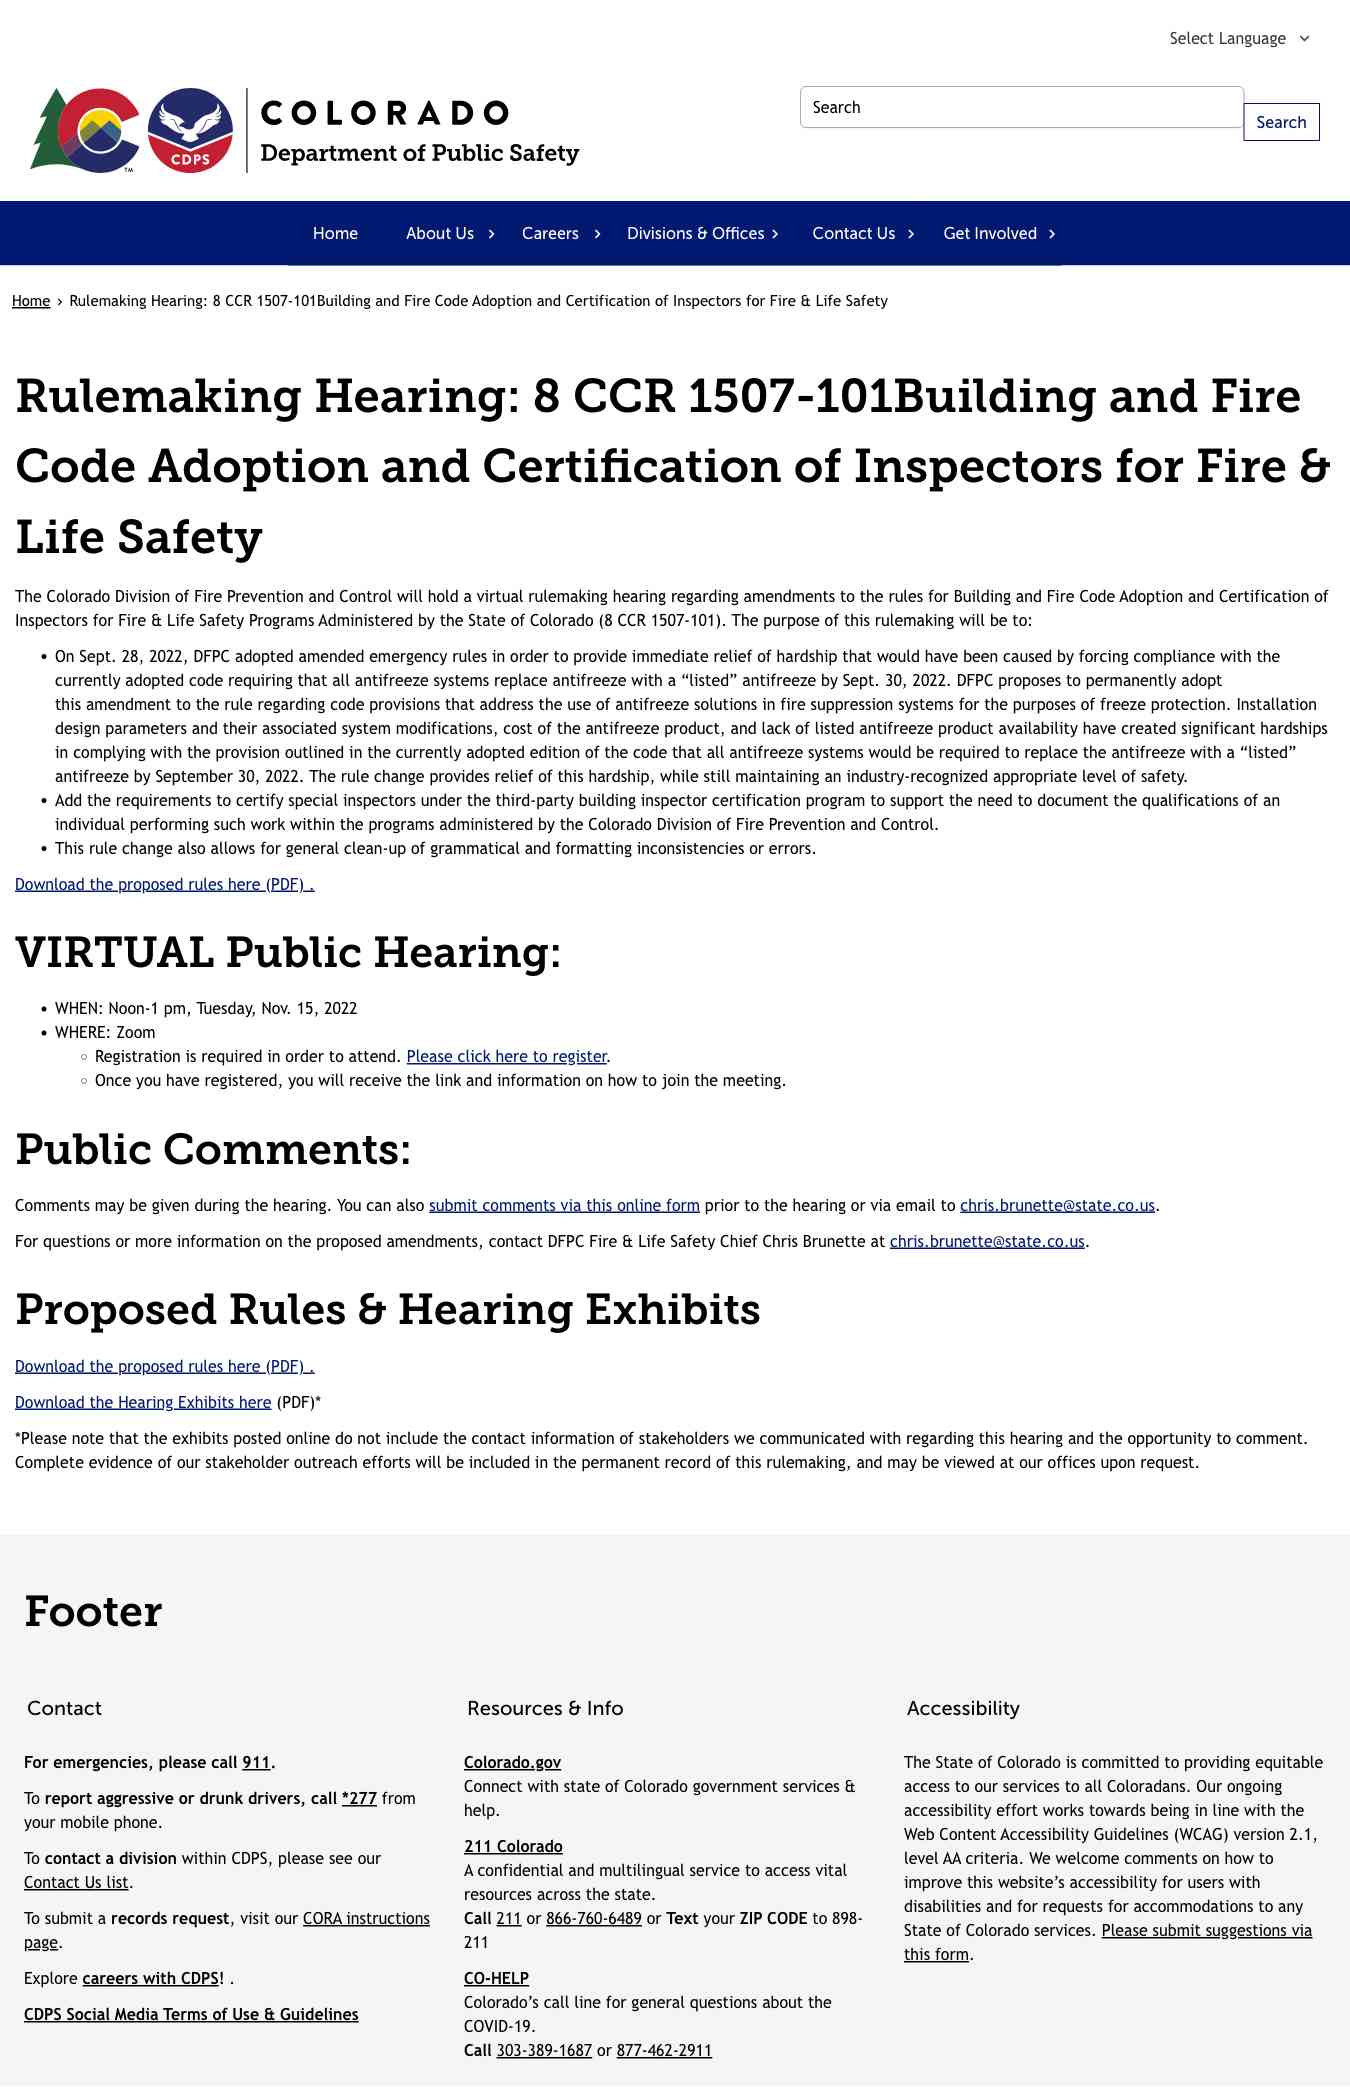 Select Language
CDPS
TM
COLORADO
Department of Public Safety
Search
Search
Home About Us Careers Divisions & Offices Contact Us Get Involved
Home › Rulemaking Hearing: 8 CCR 1507-101Building and Fire Code Adoption and Certification of Inspectors for Fire & Life Safety
Rulemaking Hearing: 8 CCR 1507-101Building and Fire
Code Adoption and Certification of Inspectors for Fire &
Life Safety
The Colorado Division of Fire Prevention and Control will hold a virtual rulemaking hearing regarding amendments to the rules for Building and Fire Code Adoption and Certification of
Inspectors for Fire & Life Safety Programs Administered by the State of Colorado (8 CCR 1507-101). The purpose of this rulemaking will be to:
• On Sept. 28, 2022, DFPC adopted amended emergency rules in order to provide immediate relief of hardship that would have been caused by forcing compliance with the
currently adopted code requiring that all antifreeze systems replace antifreeze with a “listed” antifreeze by Sept. 30, 2022. DFPC proposes to permanently adopt
this amendment to the rule regarding code provisions that address the use of antifreeze solutions in fire suppression systems for the purposes of freeze protection. Installation
design parameters and their associated system modifications, cost of the antifreeze product, and lack of listed antifreeze product availability have created significant hardships
in complying with the provision outlined in the currently adopted edition of the code that all antifreeze systems would be required to replace the antifreeze with a “listed”
antifreeze by September 30, 2022. The rule change provides relief of this hardship, while still maintaining an industry-recognized appropriate level of safety.
• Add the requirements to certify special inspectors under the third-party building inspector certification program to support the need to document the qualifications of an
individual performing such work within the programs administered by the Colorado Division of Fire Prevention and Control.
• This rule change also allows for general clean-up of grammatical and formatting inconsistencies or errors.
Download the proposed rules here (PDF) .
VIRTUAL Public Hearing:
• WHEN: Noon-1 pm, Tuesday, Nov. 15, 2022
• WHERE: Zoom
◦ Registration is required in order to attend. Please click here to register.
◦ Once you have registered, you will receive the link and information on how to join the meeting.
Public Comments:
Comments may be given during the hearing. You can also submit comments via this online form prior to the hearing or via email to chris.brunette@state.co.us.
For questions or more information on the proposed amendments, contact DFPC Fire & Life Safety Chief Chris Brunette at chris.brunette@state.co.us.
Proposed Rules & Hearing Exhibits
Download the proposed rules here (PDF) .
Download the Hearing Exhibits here (PDF)*
*Please note that the exhibits posted online do not include the contact information of stakeholders we communicated with regarding this hearing and the opportunity to comment.
Complete evidence of our stakeholder outreach efforts will be included in the permanent record of this rulemaking, and may be viewed at our offices upon request.
Footer
Contact
For emergencies, please call 911.
To report aggressive or drunk drivers, call *277 from
your mobile phone.
To contact a division within CDPS, please see our
Contact Us list.
To submit a records request, visit our CORA instructions
page.
Explore careers with CDPS! .
CDPS Social Media Terms of Use & Guidelines
Resources & Info
Colorado.gov
Connect with state of Colorado government services &
help.
211 Colorado
A confidential and multilingual service to access vital
resources across the state.
Call 211 or 866-760-6489 or Text your ZIP CODE to 898-
211
CO-HELP
Colorado’s call line for general questions about the
COVID-19.
Call 303-389-1687 or 877-462-2911
Accessibility
The State of Colorado is committed to providing equitable
access to our services to all Coloradans. Our ongoing
accessibility effort works towards being in line with the
Web Content Accessibility Guidelines (WCAG) version 2.1,
level AA criteria. We welcome comments on how to
improve this website’s accessibility for users with
disabilities and for requests for accommodations to any
State of Colorado services. Please submit suggestions via
this form.